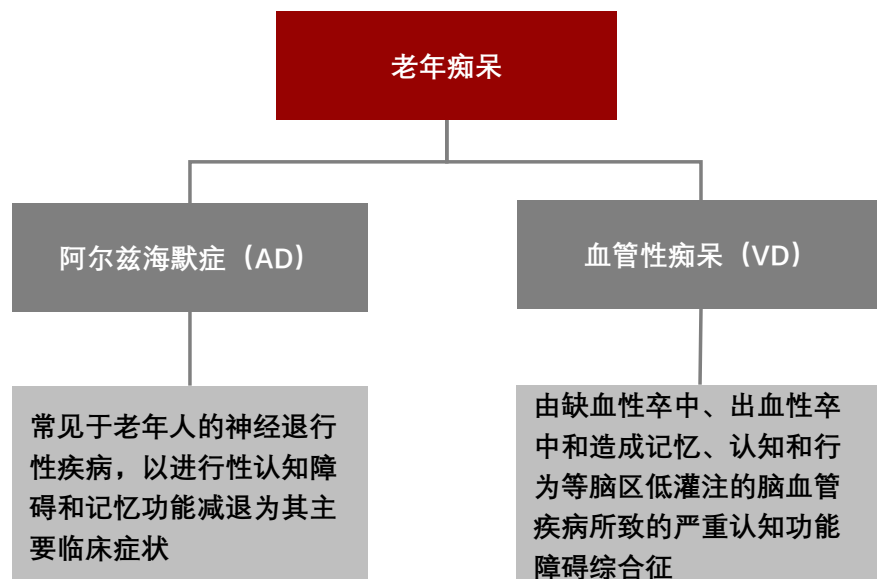 老年痴呆
阿尔兹海默症（AD）
血管性痴呆（VD）
常见于老年人的神经退行
性疾病，以进行性认知障
碍和记忆功能减退为其主
要临床症状
由缺血性卒中、出血性卒
中和造成记忆、认知和行
为等脑区低灌注的脑血管
疾病所致的严重认知功能
障碍综合征